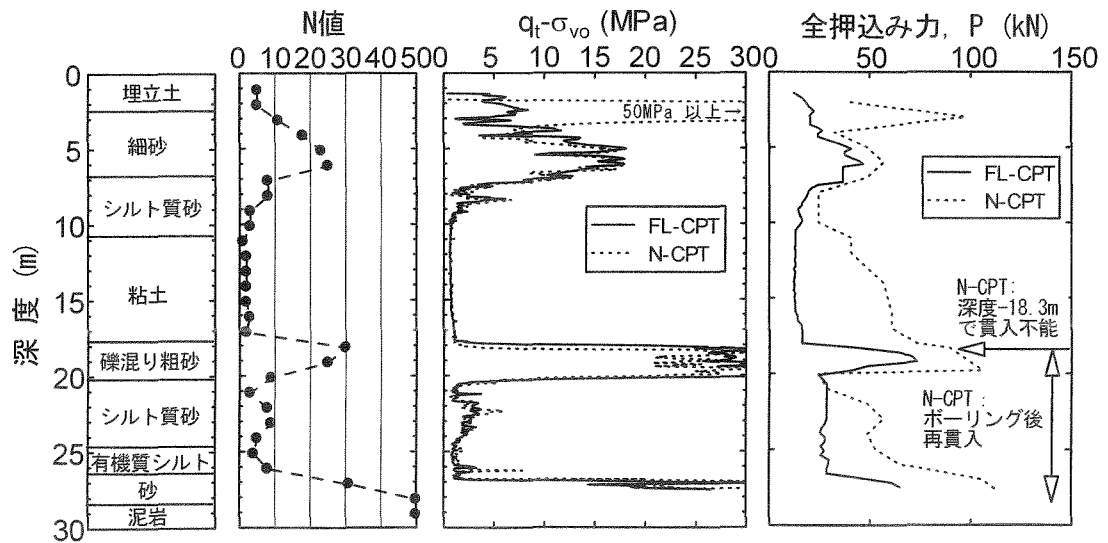 N値
0 10 20 30 40 50
qt-σvo (MPa)
0 5 10 15 20 25 30
全押込み力, P (kN)
0 50 100 150
深度 (m)
0
5
10
15
20
25
30
埋立土
細砂
シルト質砂
粘土
礫混り粗砂
シルト質砂
有機質シルト
砂
泥岩
50MPa 以上→
FL-CPT
N-CPT
FL-CPT
N-CPT
N-CPT:
深度-18.3m
で貫入不能
N-CPT:
ボーリング後
再貫入